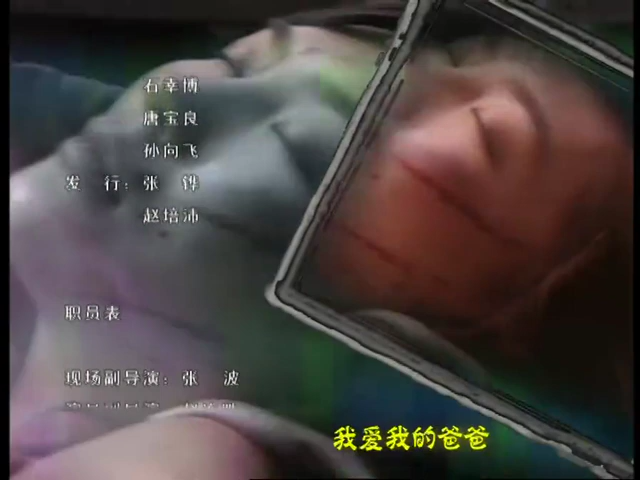 石幸博
唐宝良
孙向飞
发 行：张 铧
赵培沛
职员表
现场副导演：张 波
我爱我的爸爸